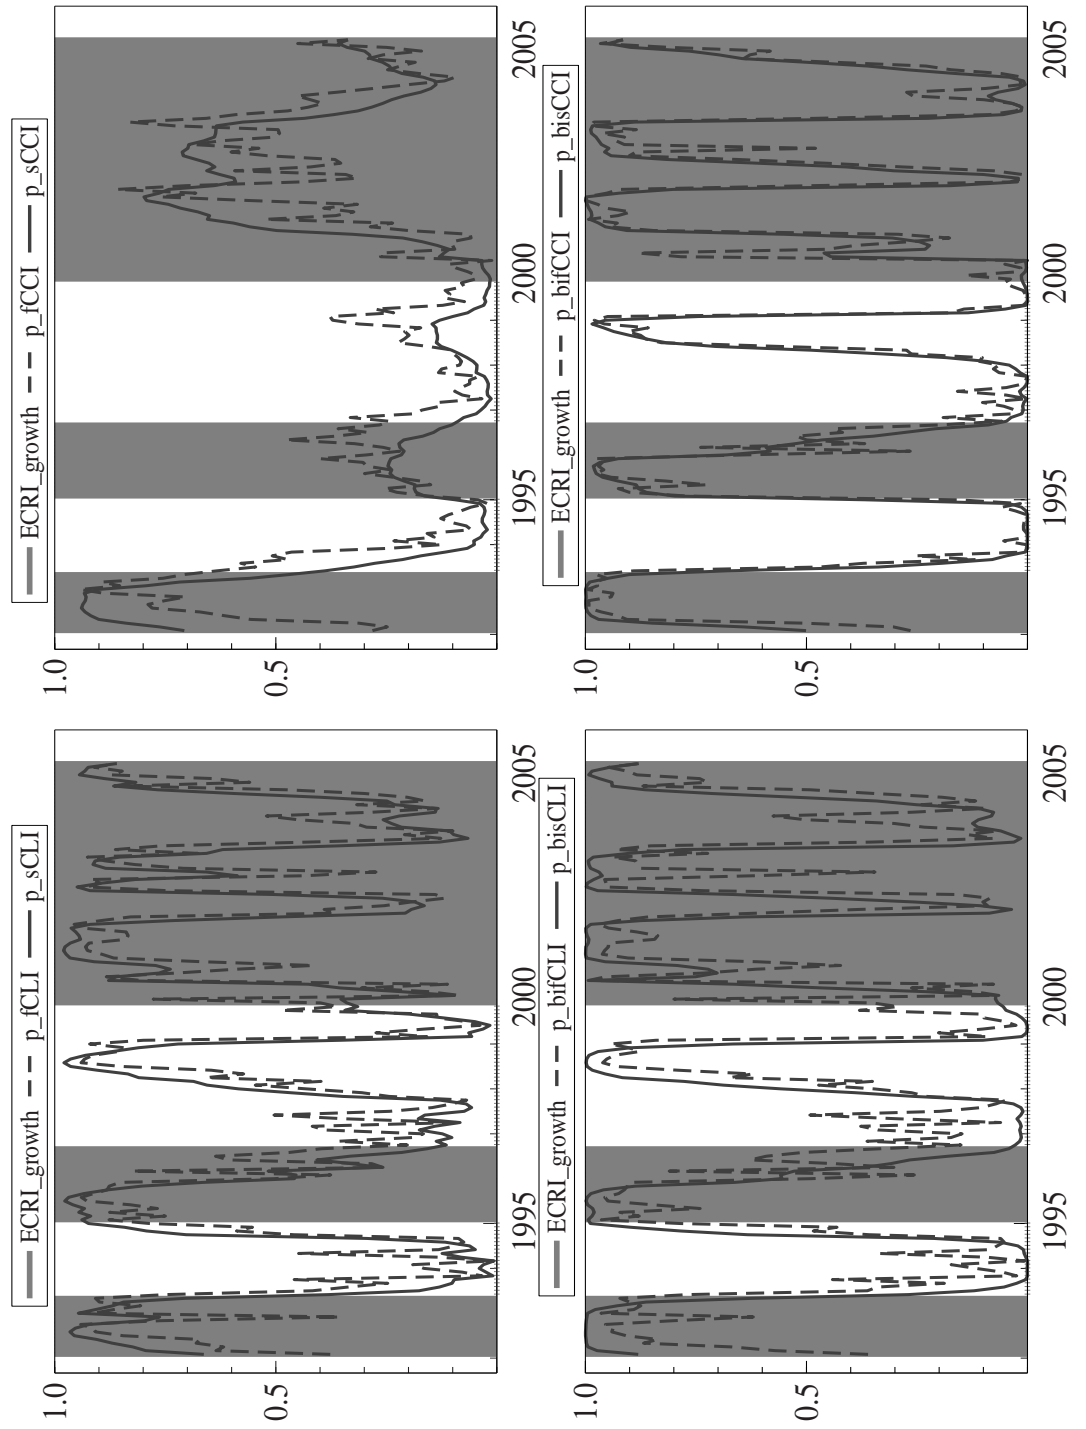 ECRI_growth p_fCLI p_sCLI
1.0
0.5
1995 2000 2005
ECRI_growth p_fCCI p_sCCI
1.0
0.5
1995 2000 2005
ECRI_growth p_bifCLI p_bisCLI
1.0
0.5
1995 2000 2005
ECRI_growth p_bifCCI p_bisCCI
1.0
0.5
1995 2000 2005